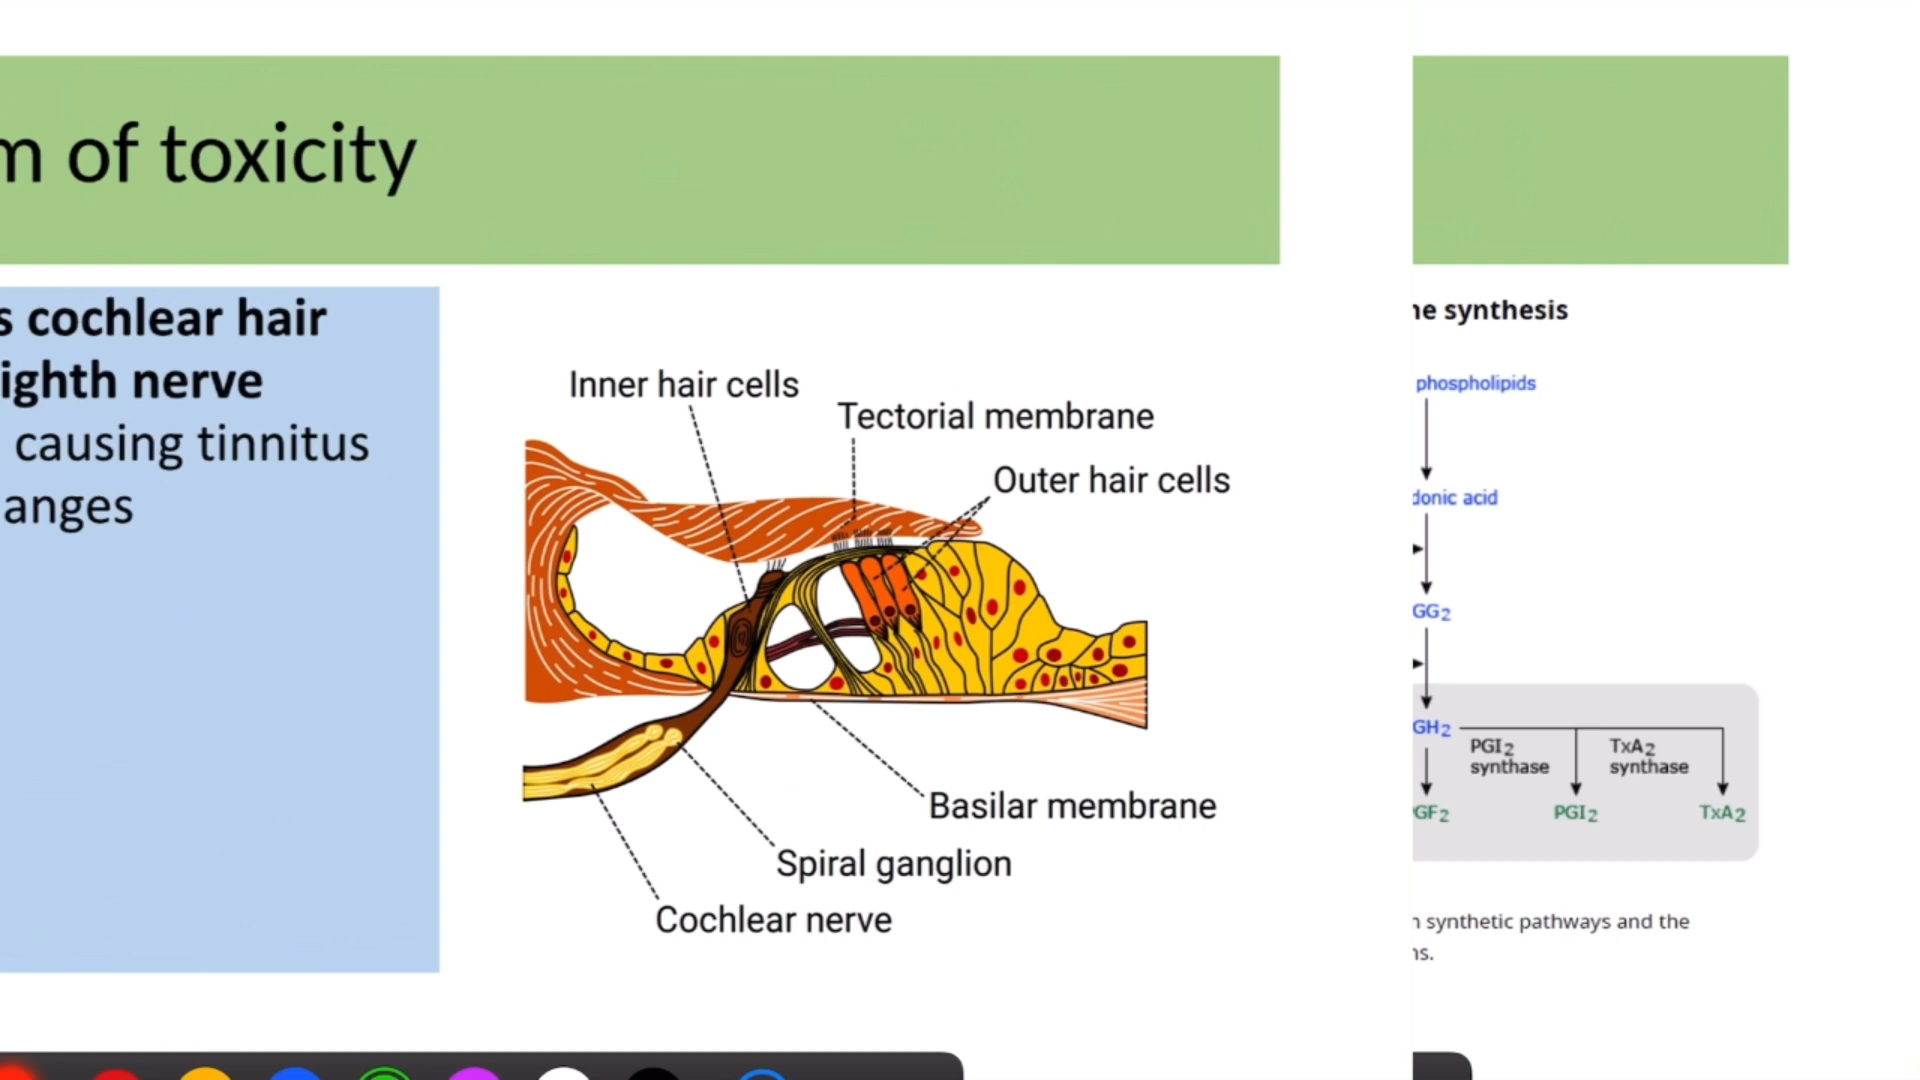 m of toxicity
s cochlear hair
ighth nerve
causing tinnitus
anges
Inner hair cells
Tectorial membrane
Outer hair cells
Basilar membrane
Spiral ganglion
Cochlear nerve
ne synthesis
phospholipids
donic acid
GG2
GH2
PGI2
synthase
TxA2
synthase
GF2
PGI2
TxA2
n synthetic pathways and the
ns.